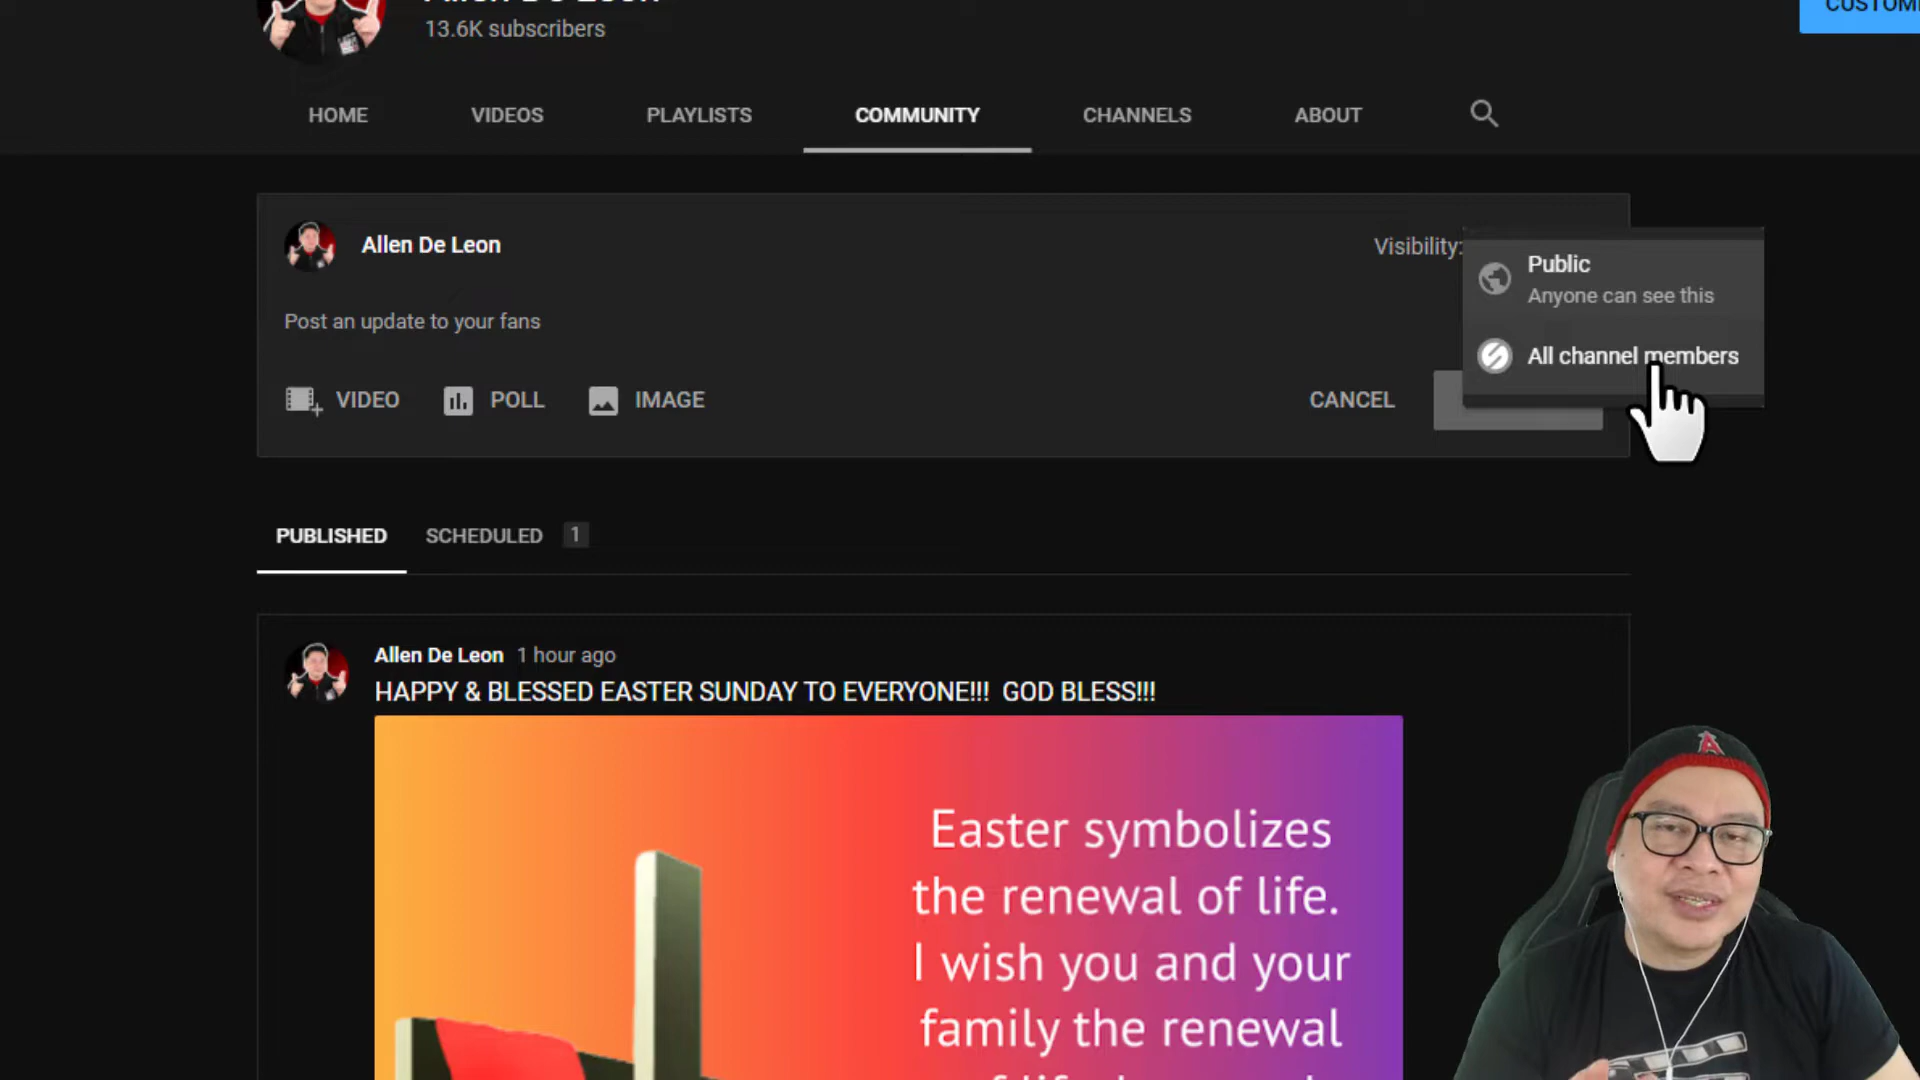 13.6K subscribers
HOME VIDEOS PLAYLISTS COMMUNITY CHANNELS ABOUT
Allen De Leon
Visibility:
Public
Anyone can see this
Post an update to your fans
All channel members
VIDEO POLL IMAGE CANCEL
PUBLISHED SCHEDULED 1
Allen De Leon 1 hour ago
HAPPY & BLESSED EASTER SUNDAY TO EVERYONE!!! GOD BLESS!!!
Easter symbolizes
the renewal of life.
I wish you and your
family the renewal